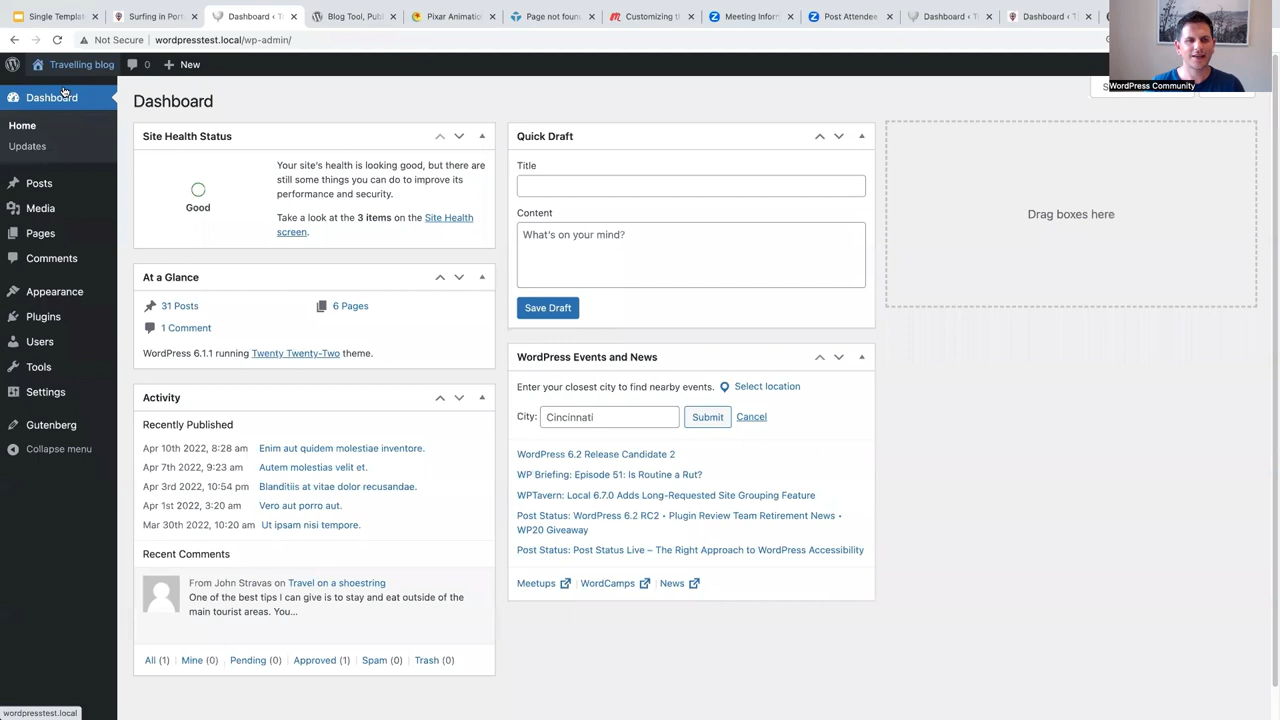 Single Templat
Surfing in Port
Dashboard ‹ T
Blog Tool, Publ
Pixar Animatio
Page not foun
Customizing th
Meeting Inform
Post Attendee
Dashboard ‹ T
Dashboard ‹ T
Not Secure
wordpresstest.local/wp-admin/
Travelling blog
0
New
WordPress Community
Dashboard
Home
Updates
Posts
Media
Pages
Comments
Appearance
Plugins
Users
Tools
Settings
Gutenberg
Collapse menu
Dashboard
Site Health Status
Good
Your site's health is looking good, but there are
still some things you can do to improve its
performance and security.
Take a look at the 3 items on the Site Health
screen.
At a Glance
31 Posts
6 Pages
1 Comment
WordPress 6.1.1 running Twenty Twenty-Two theme.
Activity
Recently Published
Apr 10th 2022, 8:28 am Enim aut quidem molestiae inventore.
Apr 7th 2022, 9:23 am Autem molestias velit et.
Apr 3rd 2022, 10:54 pm Blanditiis at vitae dolor recusandae.
Apr 1st 2022, 3:20 am Vero aut porro aut.
Mar 30th 2022, 10:20 am Ut ipsam nisi tempore.
Recent Comments
From John Stravas on Travel on a shoestring
One of the best tips I can give is to stay and eat outside of the
main tourist areas. You...
All (1) | Mine (0) | Pending (0) | Approved (1) | Spam (0) | Trash (0)
Quick Draft
Title
Content
What's on your mind?
Save Draft
WordPress Events and News
Enter your closest city to find nearby events. Select location
City: Cincinnati Submit Cancel
WordPress 6.2 Release Candidate 2
WP Briefing: Episode 51: Is Routine a Rut?
WPTavern: Local 6.7.0 Adds Long-Requested Site Grouping Feature
Post Status: WordPress 6.2 RC2 • Plugin Review Team Retirement News •
WP20 Giveaway
Post Status: Post Status Live – The Right Approach to WordPress Accessibility
Meetups | WordCamps | News
Drag boxes here
wordpresstest.local